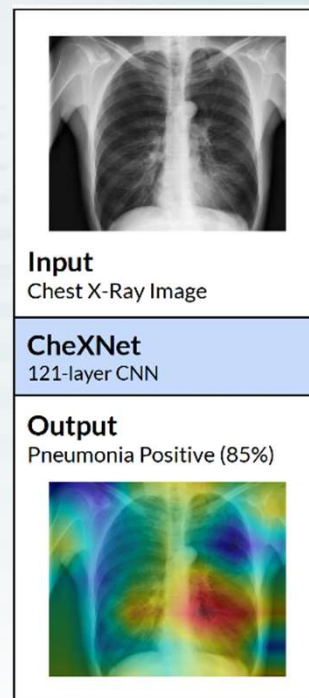 Input
Chest X-Ray Image
CheXNet
121-layer CNN
Output
Pneumonia Positive (85%)